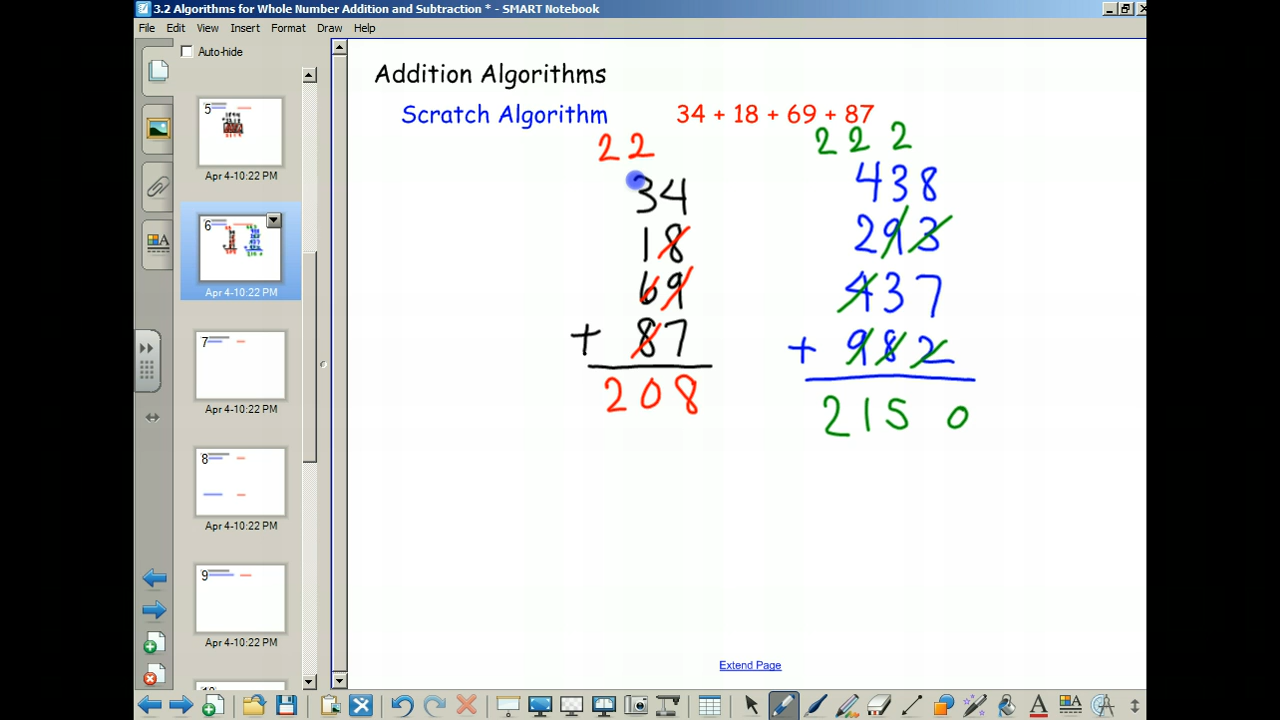 3.2 Algorithms for Whole Number Addition and Subtraction * - SMART Notebook
File Edit View Insert Format Draw Help
Auto-hide
5
Apr 4-10:22 PM
6
Apr 4-10:22 PM
7
Apr 4-10:22 PM
8
Apr 4-10:22 PM
9
Apr 4-10:22 PM
Addition Algorithms
Scratch Algorithm 34 + 18 + 69 + 87
2 2
34
18
69
+ 87
208
2 2 2
438
293
437
+ 982
215 0
Extend Page